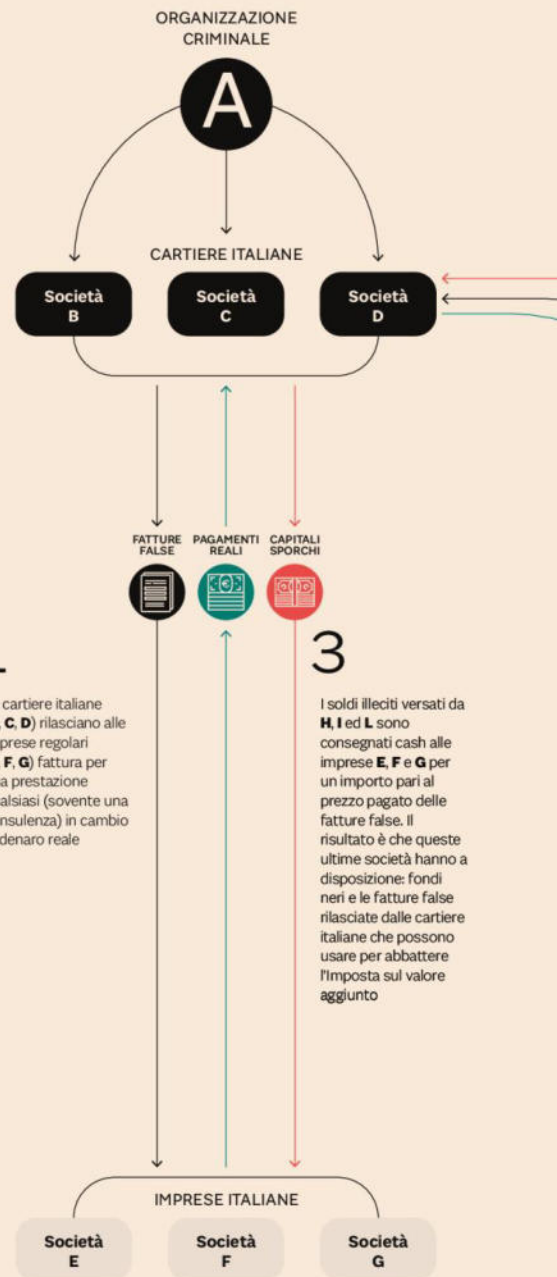 ORGANIZZAZIONE
CRIMINALE
A
CARTIERE ITALIANE
Società
B
Società
C
Società
D
FATTURE
FALSE
PAGAMENTI
REALI
CAPITALI
SPORCHI
cartiere italiane
, C, D) rilasciano alle
prese regolari
, F, G) fattura per
a prestazione
alsiasi (sovente una
nsulenza) in cambio
denaro reale
3
I soldi illeciti versati da
H, I ed L sono
consegnati cash alle
imprese E, F e G per
un importo pari al
prezzo pagato delle
fatture false. Il
risultato è che queste
ultime società hanno a
disposizione: fondi
neri e le fatture false
rilasciate dalle cartiere
italiane che possono
usare per abbattere
l'Imposta sul valore
aggiunto
IMPRESE ITALIANE
Società
E
Società
F
Società
G